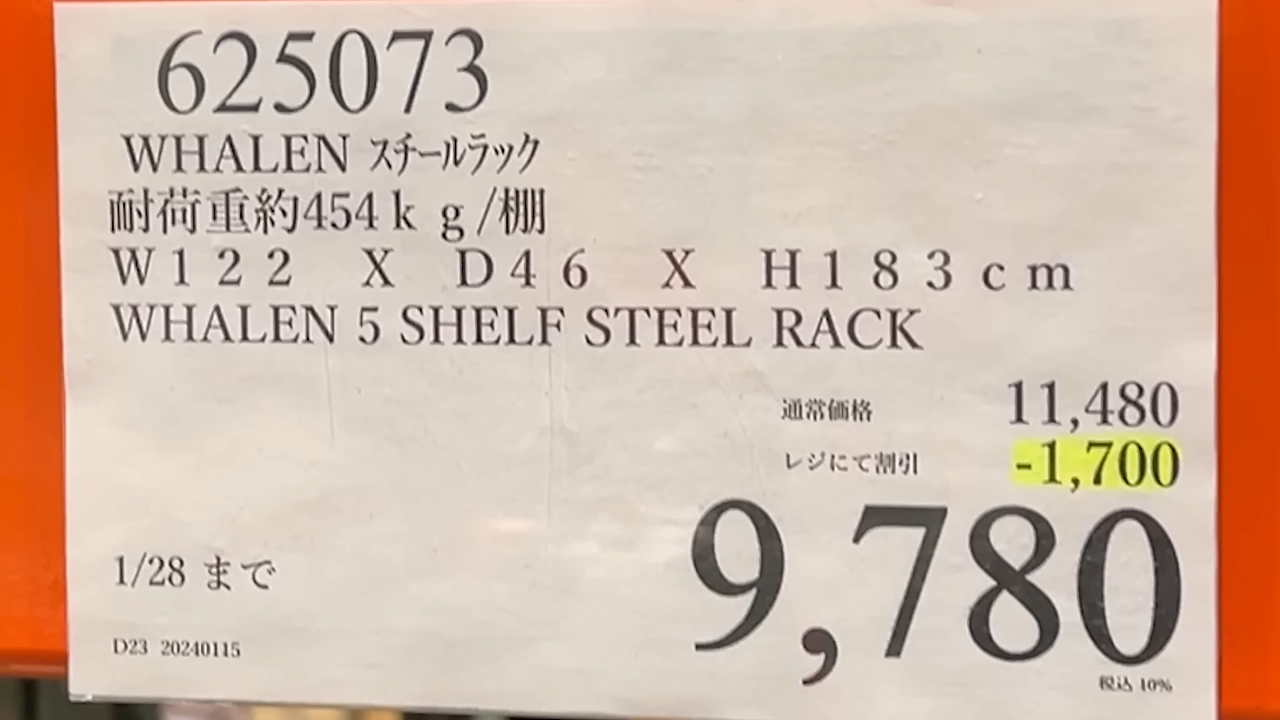 625073
WHALEN スチールラック
耐荷重約454ｋｇ/棚
Ｗ１２２　Ｘ　Ｄ４６　Ｘ　Ｈ１８３ｃｍ
WHALEN 5 SHELF STEEL RACK
通常価格 11,480
レジにて割引 -1,700
9,780
1/28 まで
D23 20240115
税込 10%